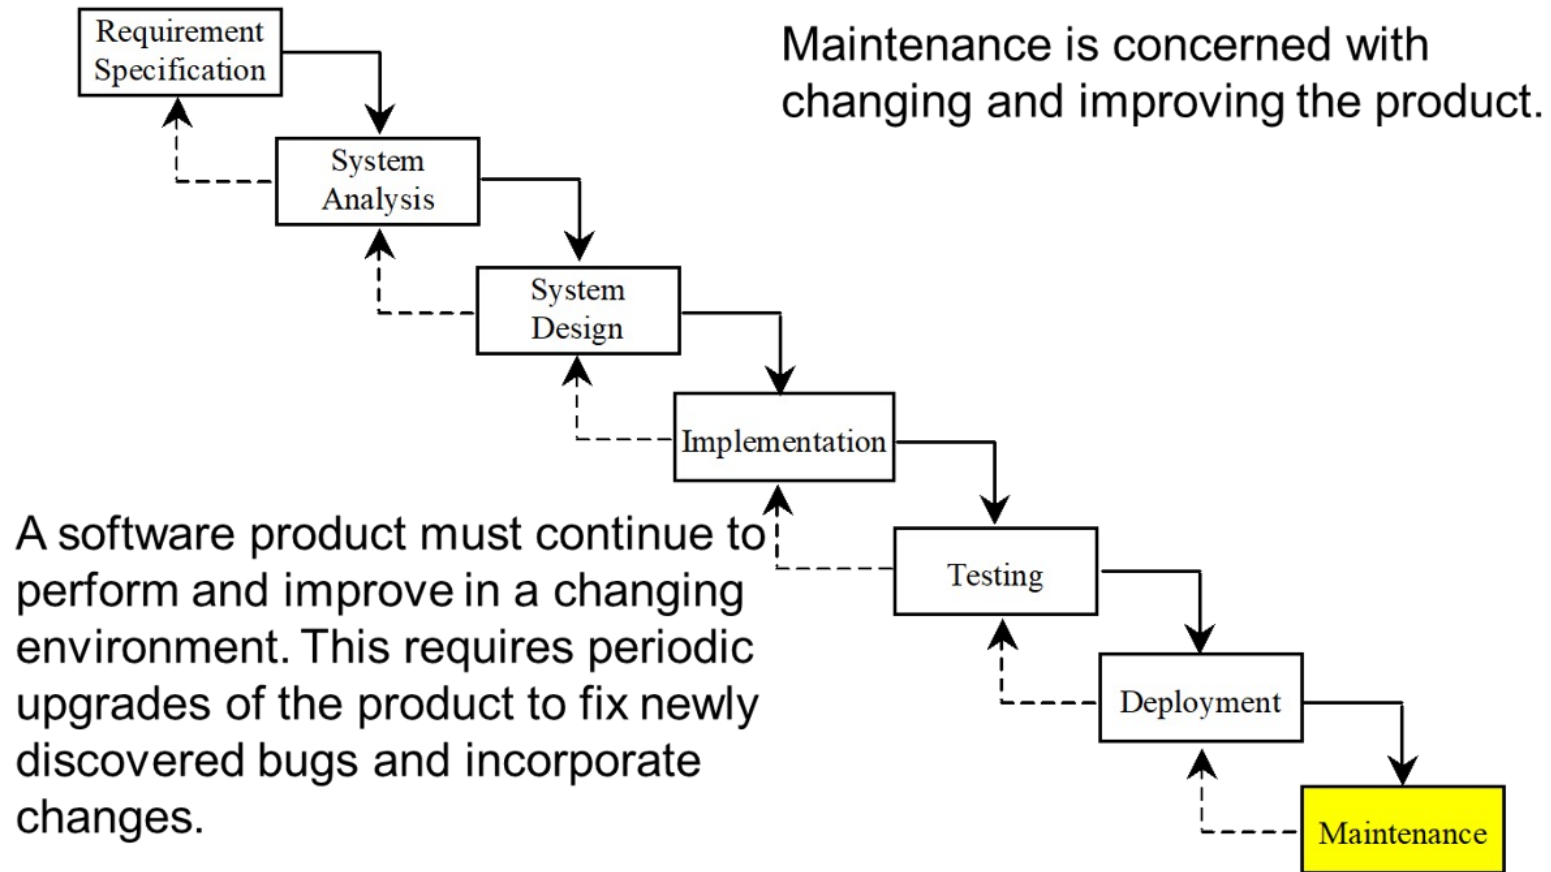 Requirement
Specification
Maintenance is concerned with
changing and improving the product.
System
Analysis
System
Design
Implementation
A software product must continue to
perform and improve in a changing
environment. This requires periodic
upgrades of the product to fix newly
discovered bugs and incorporate
changes.
Testing
Deployment
Maintenance